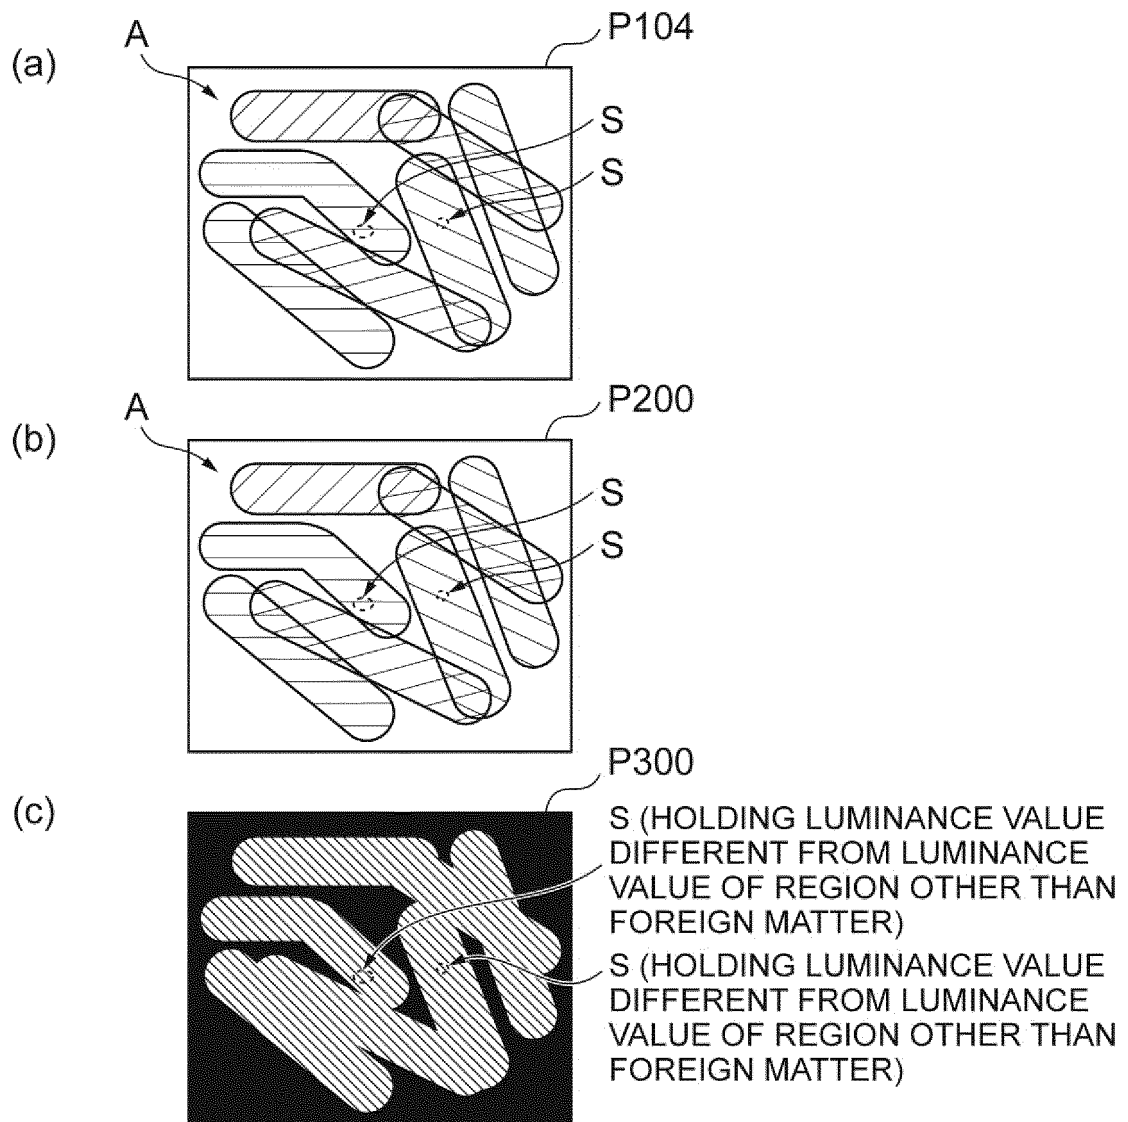 (a)
A
P104
S
S
(b)
A
P200
S
S
(c)
P300
S (HOLDING LUMINANCE VALUE
DIFFERENT FROM LUMINANCE
VALUE OF REGION OTHER THAN
FOREIGN MATTER)
S (HOLDING LUMINANCE VALUE
DIFFERENT FROM LUMINANCE
VALUE OF REGION OTHER THAN
FOREIGN MATTER)